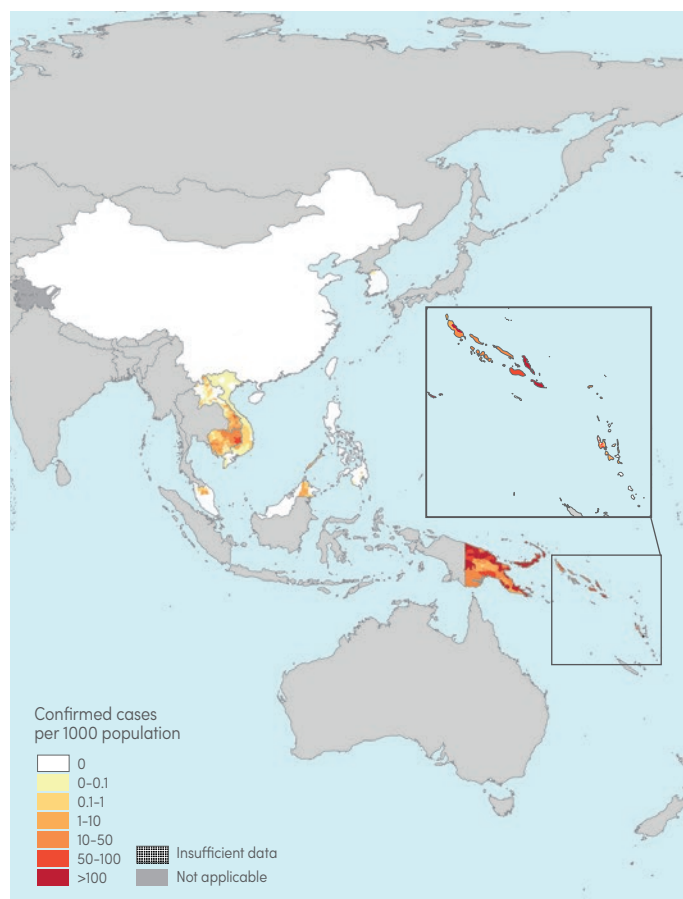 Confirmed cases
per 1000 population
0
0–0.1
0.1–1
1–10
10–50
50–100
>100
Insufficient data
Not applicable